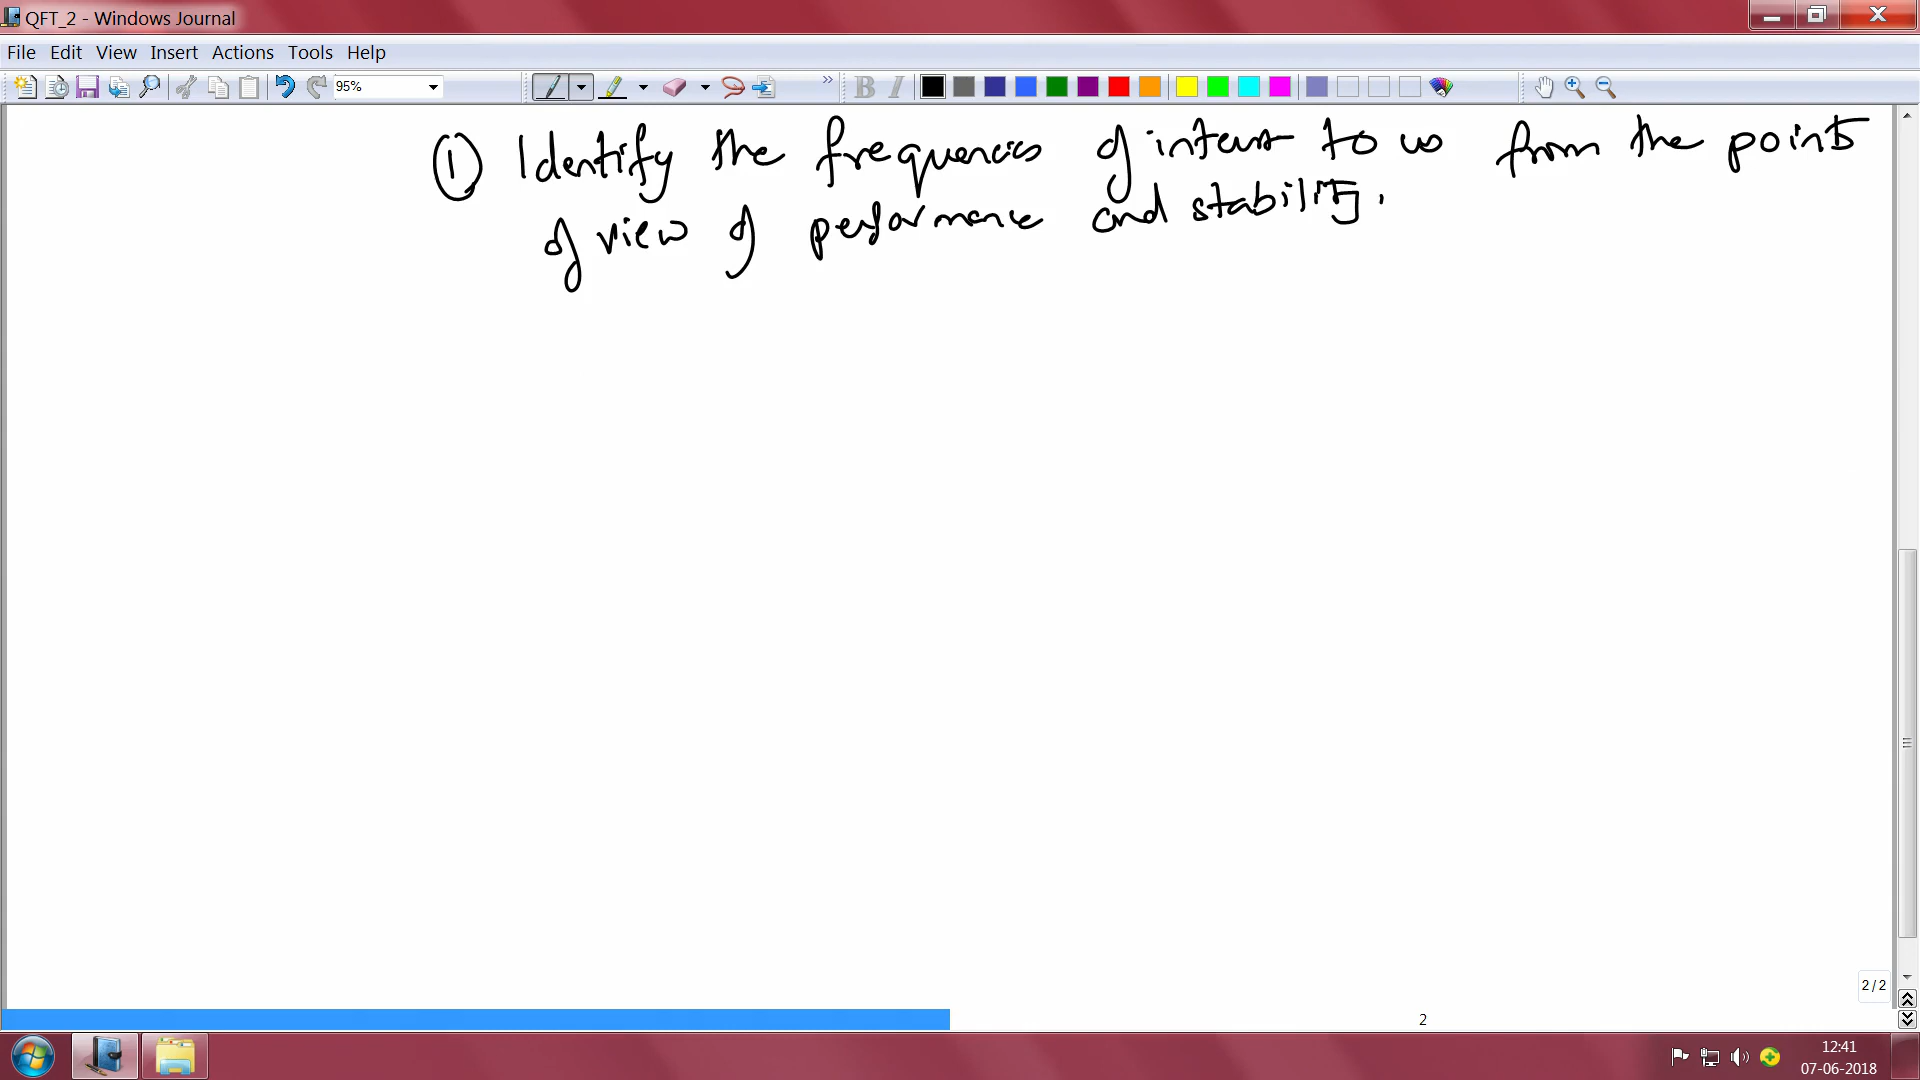 QFT_2 - Windows Journal
File Edit View Insert Actions Tools Help
95%
① Identify the frequencies of interest to us from the points
of view of performance and stability.
2 / 2
2
12:41
07-06-2018